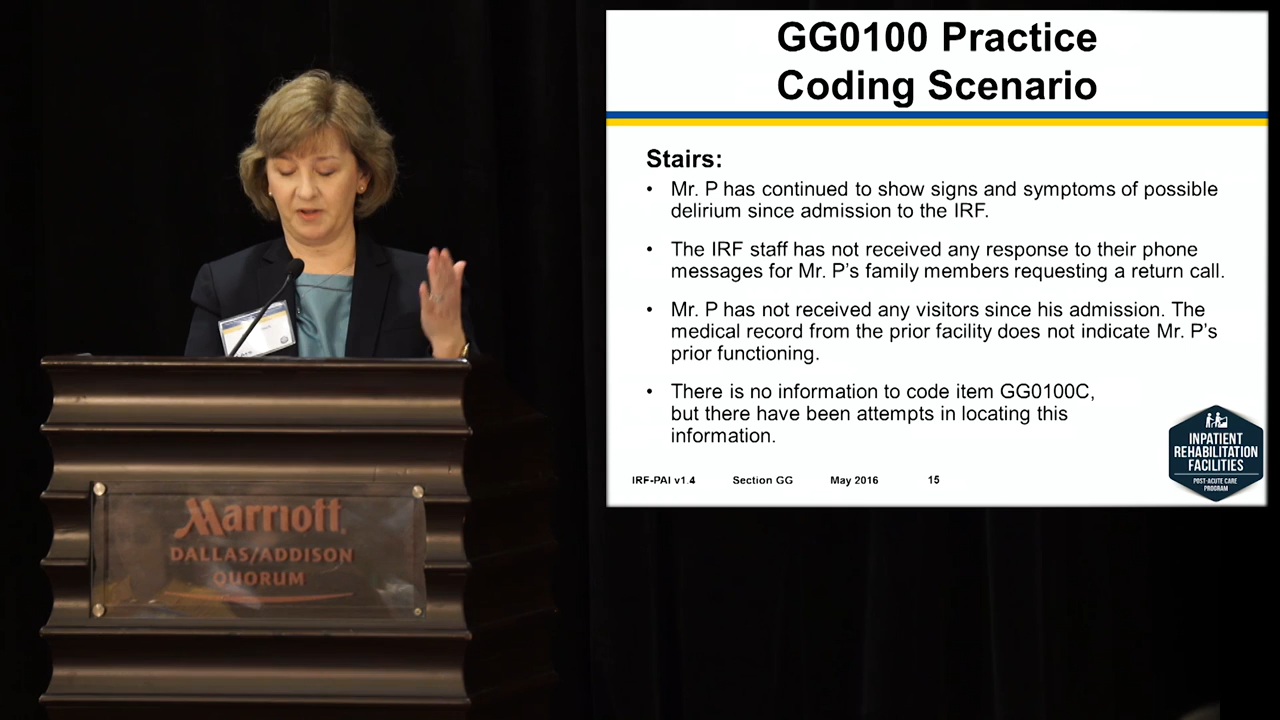 GG0100 Practice
Coding Scenario
Stairs:
• Mr. P has continued to show signs and symptoms of possible
delirium since admission to the IRF.
• The IRF staff has not received any response to their phone
messages for Mr. P's family members requesting a return call.
• Mr. P has not received any visitors since his admission. The
medical record from the prior facility does not indicate Mr. P's
prior functioning.
• There is no information to code item GG0100C,
but there have been attempts in locating this
information.
INPATIENT
REHABILITATION
FACILITIES
POST-ACUTE CARE
PROGRAM
IRF-PAI v1.4 Section GG May 2016 15
Marriott
DALLAS/ADDISON
QUORUM